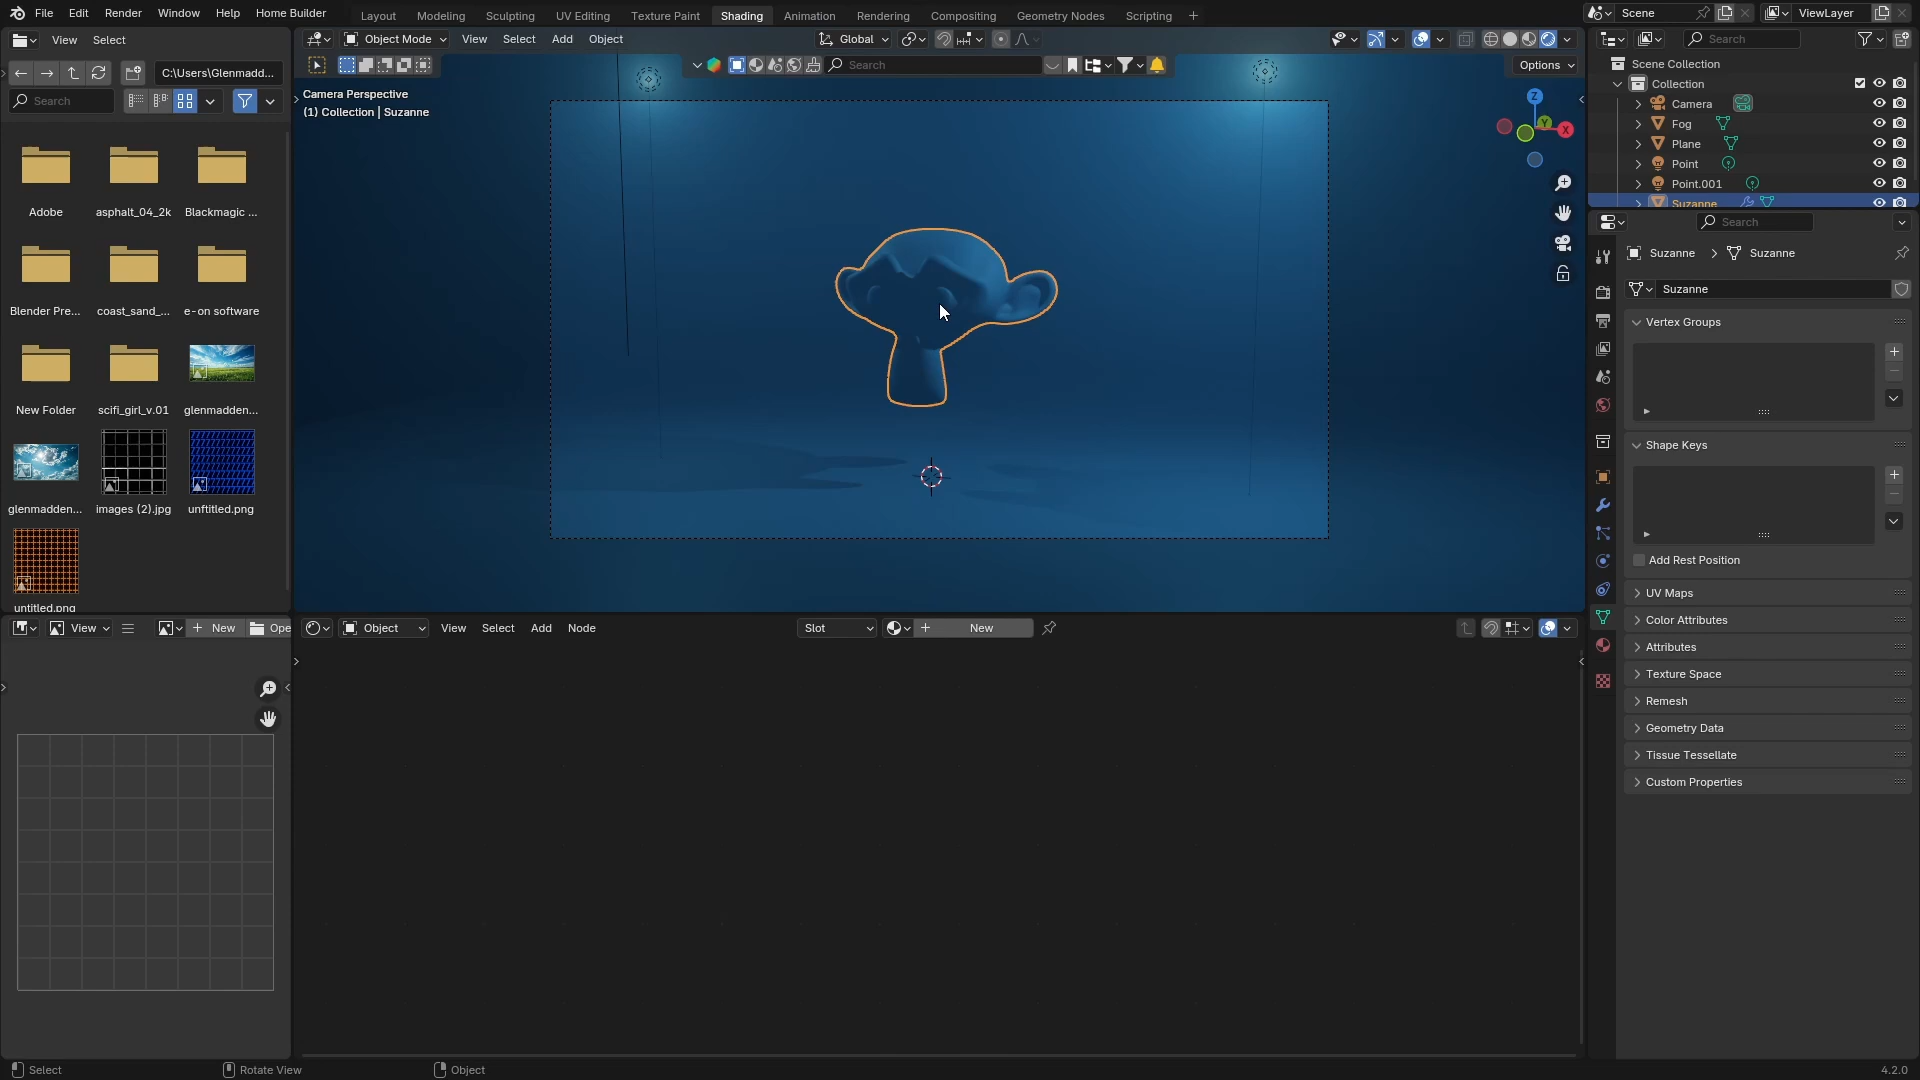 File Edit Render Window Help Home Builder Layout Modeling Sculpting UV Editing Texture Paint Shading Animation Rendering Compositing Geometry Nodes Scripting Scene ViewLayer
View Select
Object Mode View Select Add Object Global Search
C:\Users\Glenmadd...
Search Options
Search
Adobe asphalt_04_2k Blackmagic ...
Blender Pre... coast_sand_... e-on software
New Folder scifi_girl_v.01 glenmadden...
glenmadden... images (2).jpg unftitled.png
untitled.png
Camera Perspective
(1) Collection | Suzanne
Z
Y
X
Scene Collection
Collection
Camera
Fog
Plane
Point
Point.001
Suzanne
Search
Suzanne Suzanne
Suzanne
Vertex Groups
Shape Keys
Add Rest Position
UV Maps
Color Attributes
Attributes
Texture Space
Remesh
Geometry Data
Tissue Tessellate
Custom Properties
View New Ope
Object View Select Add Node Slot New
Select Rotate View Object 4.2.0